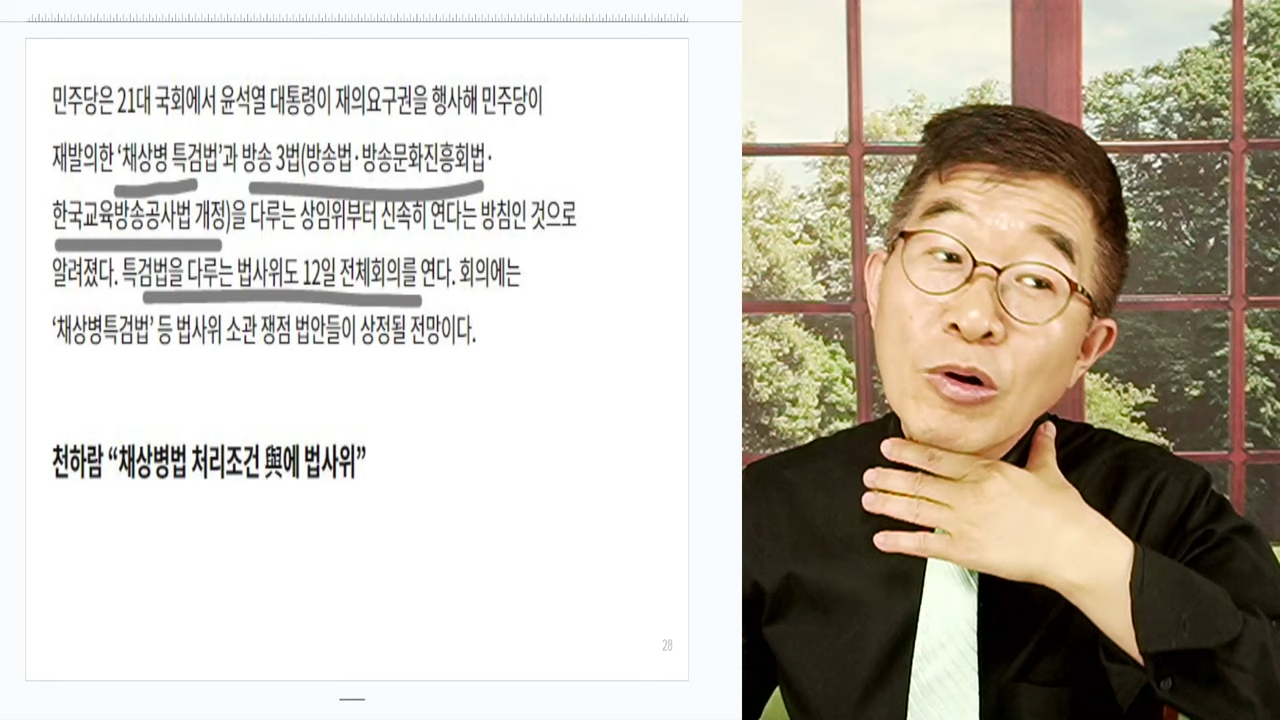 민주당은 21대 국회에서 윤석열 대통령이 재의요구권을 행사해 민주당이
재발의한 ‘채상병 특검법’과 방송 3법(방송법·방송문화진흥회법·
한국교육방송공사법 개정)을 다루는 상임위부터 신속히 연다는 방침인 것으로
알려졌다. 특검법을 다루는 법사위도 12일 전체회의를 연다. 회의에는
‘채상병특검법’ 등 법사위 소관 쟁점 법안들이 상정될 전망이다.
천하람 “채상병법 처리조건 與에 법사위”
28